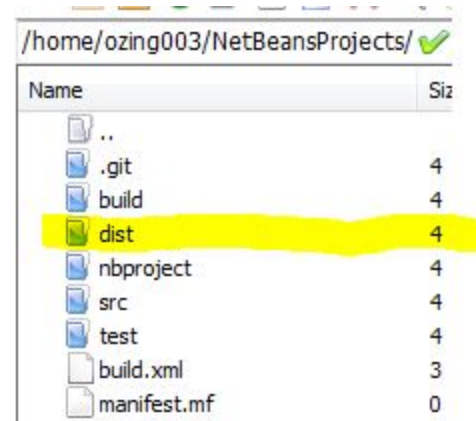 /home/ozing003/NetBeansProjects/
Name Siz
..
.git 4
build 4
dist 4
nbproject 4
src 4
test 4
build.xml 3
manifest.mf 0